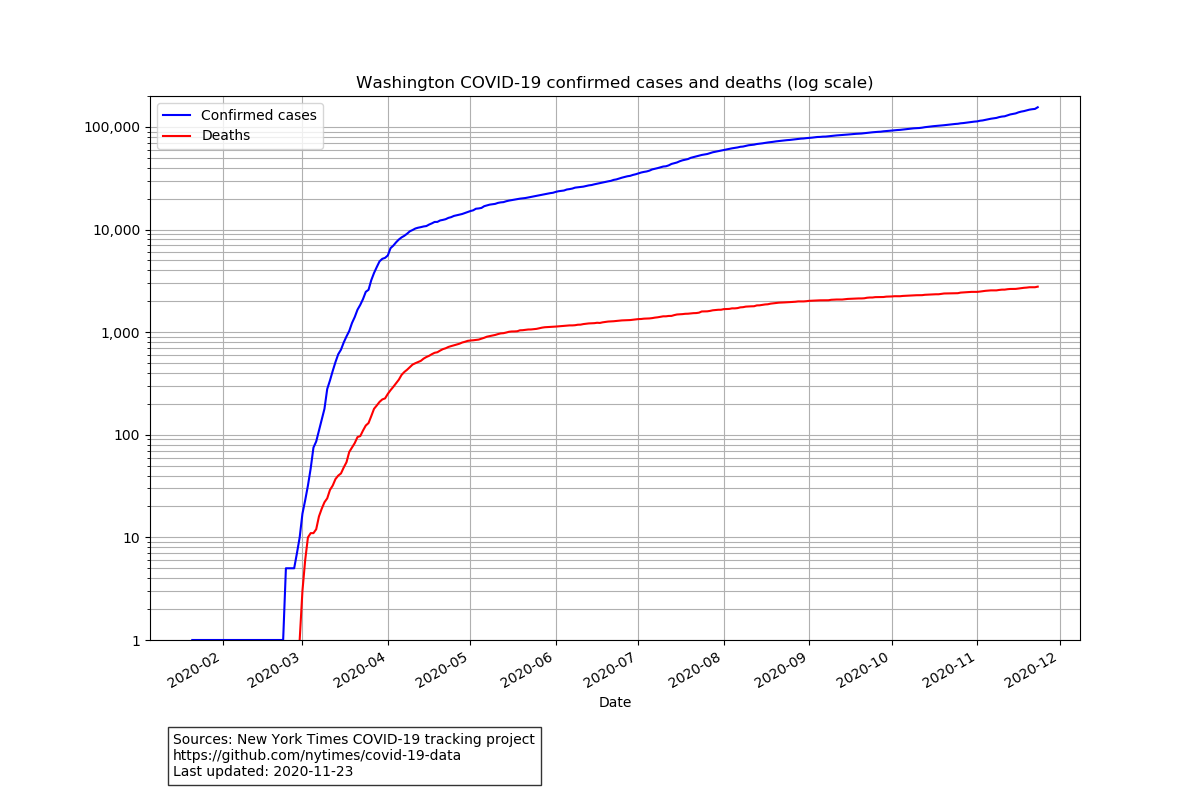 Washington COVID-19 confirmed cases and deaths (log scale)
Confirmed cases
Deaths
100,000
10,000
1,000
100
10
1
2020-02
2020-03
2020-04
2020-05
2020-06
2020-07
2020-08
2020-09
2020-10
2020-11
2020-12
Date
Sources: New York Times COVID-19 tracking project
https://github.com/nytimes/covid-19-data
Last updated: 2020-11-23